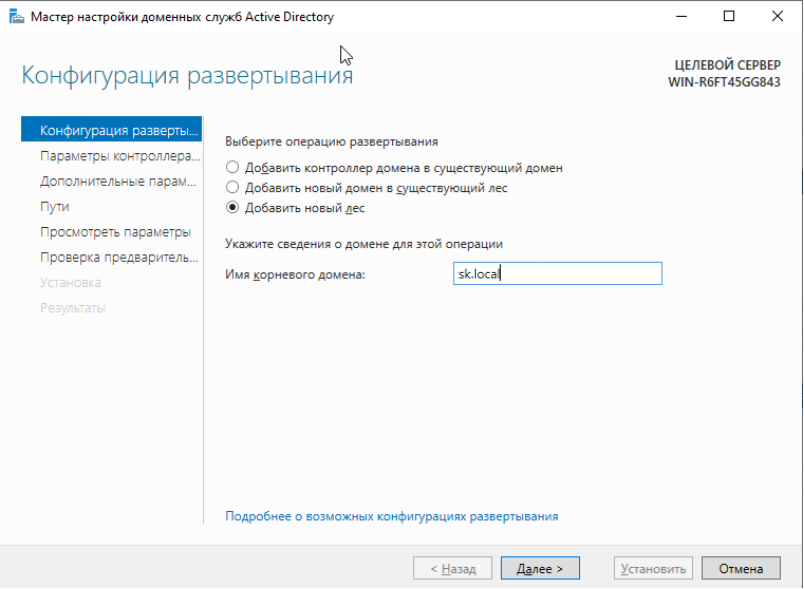 Мастер настройки доменных служб Active Directory
Конфигурация развертывания
ЦЕЛЕВОЙ СЕРВЕР
WIN-R6FT45GG843
Конфигурация разверты...
Параметры контроллера...
Дополнительные парам...
Пути
Просмотреть параметры
Проверка предваритель...
Установка
Результаты
Выберите операцию развертывания
Добавить контроллер домена в существующий домен
Добавить новый домен в существующий лес
Добавить новый лес
Укажите сведения о домене для этой операции
Имя корневого домена: sk.local
Подробнее о возможных конфигурациях развертывания
< Назад Далее > Установить Отмена